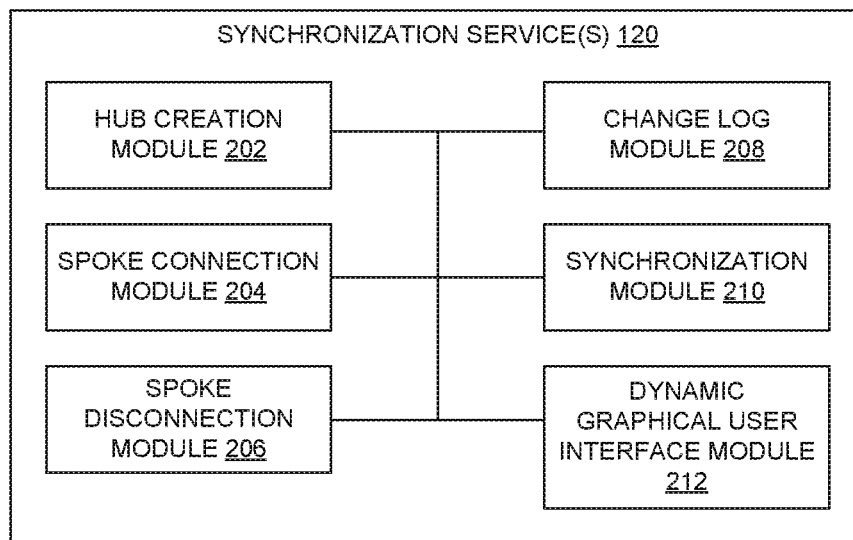 SYNCHRONIZATION SERVICE(S) 120
HUB CREATION
MODULE 202
CHANGE LOG
MODULE 208
SPOKE CONNECTION
MODULE 204
SYNCHRONIZATION
MODULE 210
SPOKE
DISCONNECTION
MODULE 206
DYNAMIC
GRAPHICAL USER
INTERFACE MODULE
212